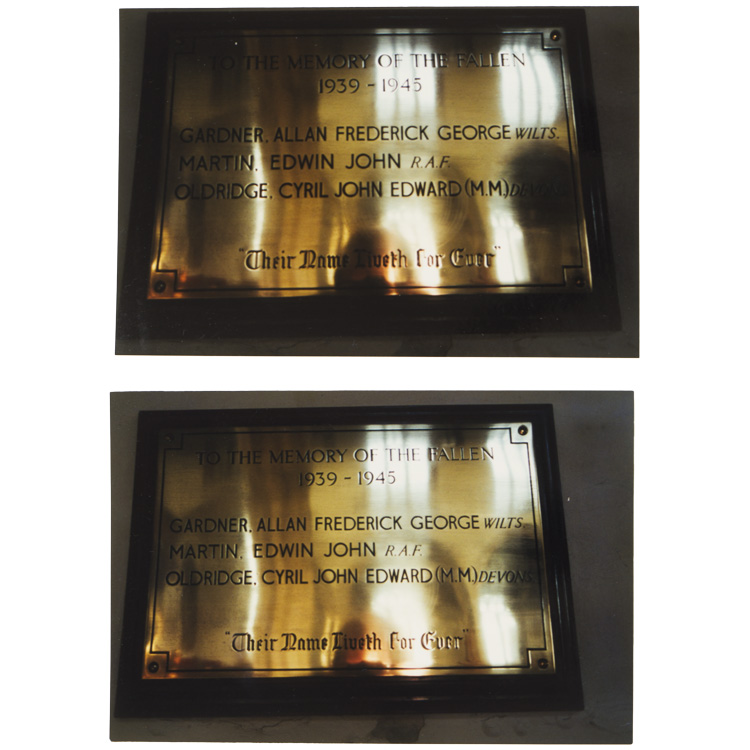 TO THE MEMORY OF THE FALLEN
1939 - 1945
GARDNER, ALLAN FREDERICK GEORGE WILTS.
MARTIN, EDWIN JOHN R.A.F.
OLDRIDGE, CYRIL JOHN EDWARD (M.M.) DEVONS.
"Their Name Liveth for Ever"
TO THE MEMORY OF THE FALLEN
1939 - 1945
GARDNER, ALLAN FREDERICK GEORGE WILTS.
MARTIN, EDWIN JOHN R.A.F.
OLDRIDGE, CYRIL JOHN EDWARD (M.M.) DEVONS.
"Their Name Liveth for Ever"